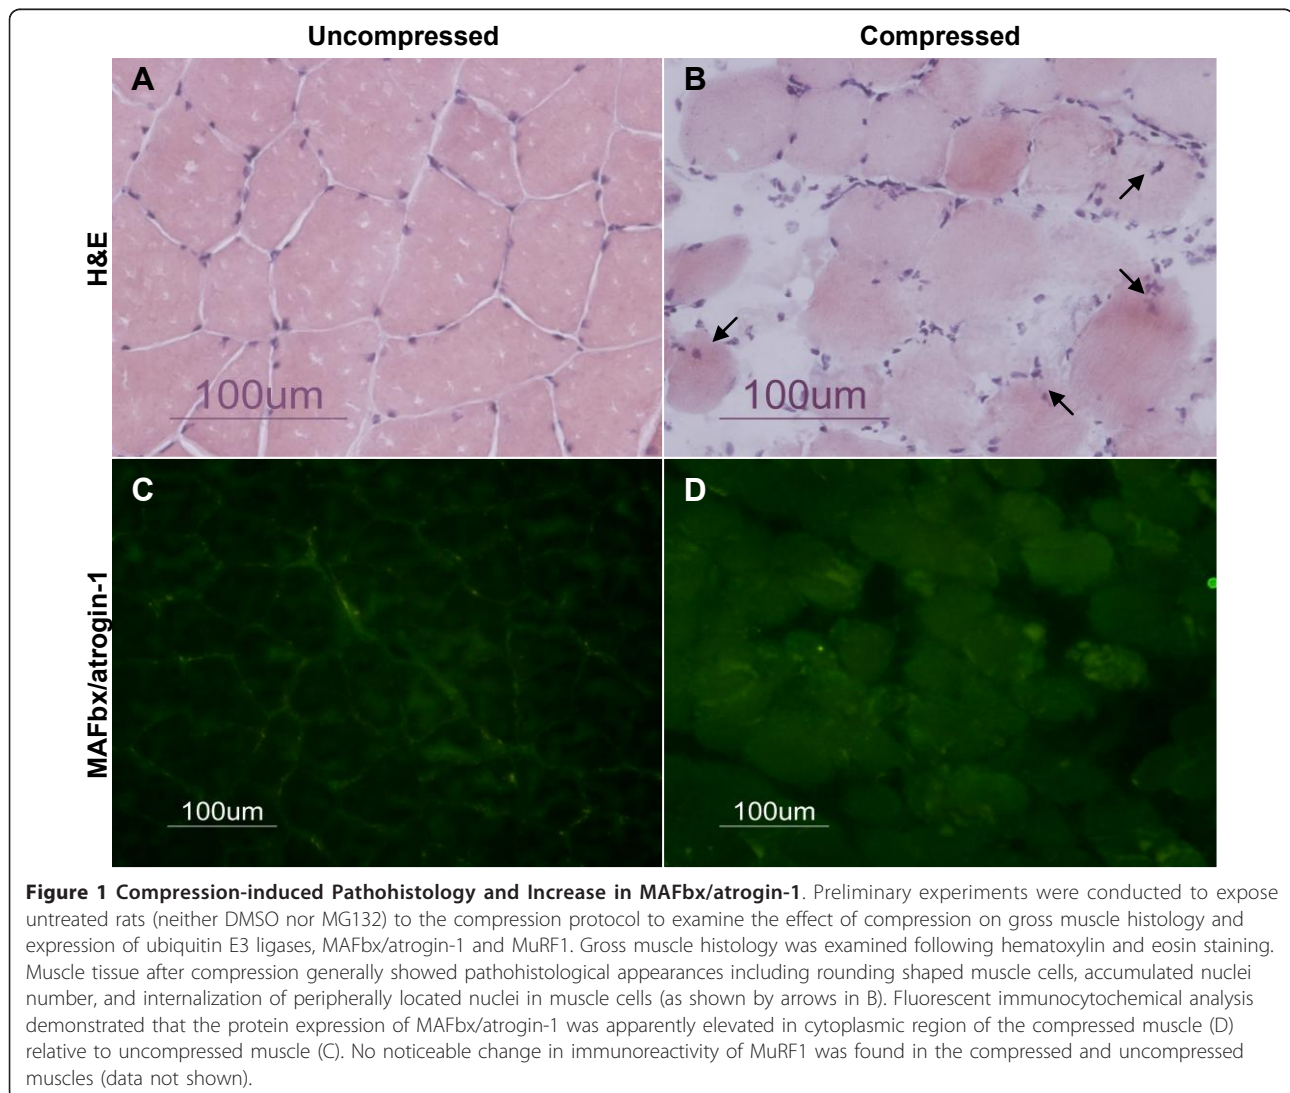 Uncompressed
Compressed
A
B
H&E
100um
100um
C
D
MAFbx/atrogin-1
100um
100um
Figure 1 Compression-induced Pathohistology and Increase in MAFbx/atrogin-1. Preliminary experiments were conducted to expose
untreated rats (neither DMSO nor MG132) to the compression protocol to examine the effect of compression on gross muscle histology and
expression of ubiquitin E3 ligases, MAFbx/atrogin-1 and MuRF1. Gross muscle histology was examined following hematoxylin and eosin staining.
Muscle tissue after compression generally showed pathohistological appearances including rounding shaped muscle cells, accumulated nuclei
number, and internalization of peripherally located nuclei in muscle cells (as shown by arrows in B). Fluorescent immunocytochemical analysis
demonstrated that the protein expression of MAFbx/atrogin-1 was apparently elevated in cytoplasmic region of the compressed muscle (D)
relative to uncompressed muscle (C). No noticeable change in immunoreactivity of MuRF1 was found in the compressed and uncompressed
muscles (data not shown).